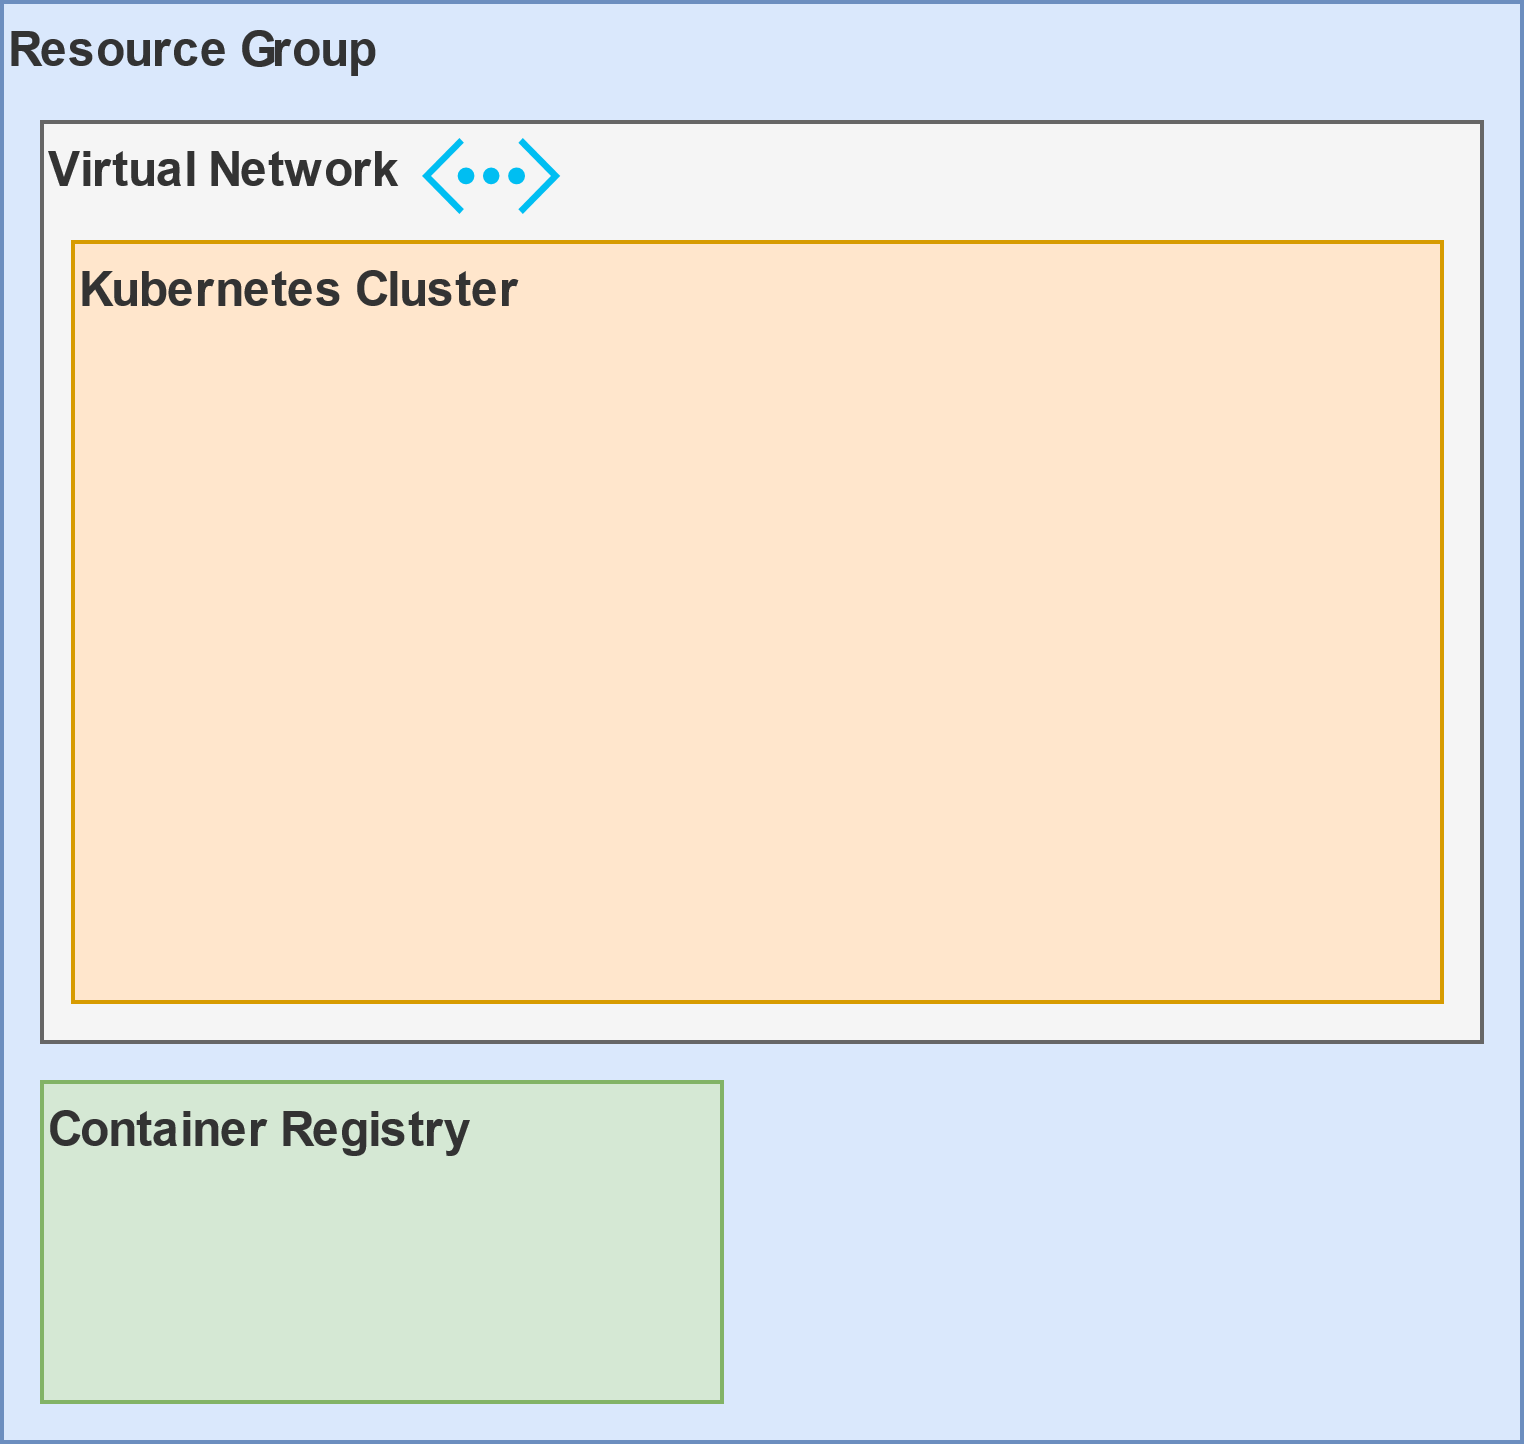 Resource Group
Virtual Network
Kubernetes Cluster
Container Registry